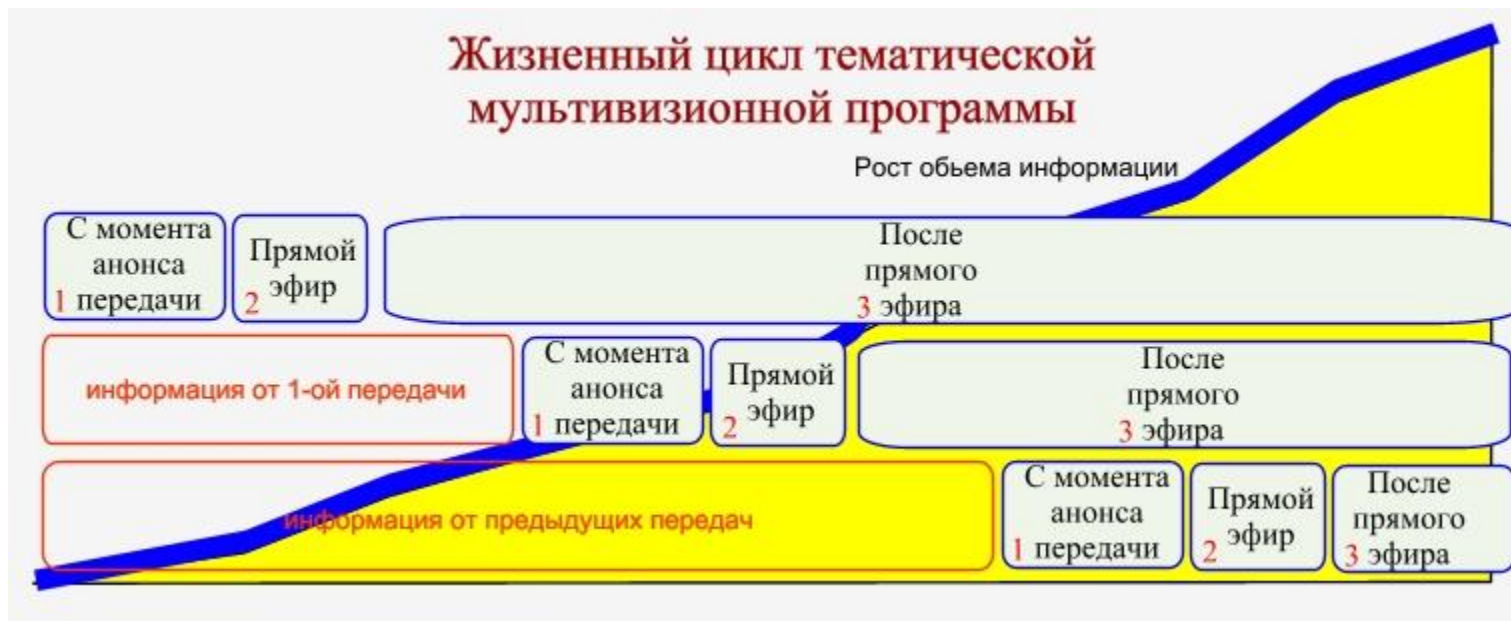 Жизненный цикл тематической
мультивизионной программы
Рост обьема информации
С момента
анонса
1 передачи
Прямой
2 эфир
После
прямого
3 эфира
информация от 1-ой передачи
С момента
анонса
1 передачи
Прямой
2 эфир
После
прямого
3 эфира
информация от предыдущих передач
С момента
анонса
1 передачи
Прямой
2 эфир
После
прямого
3 эфира